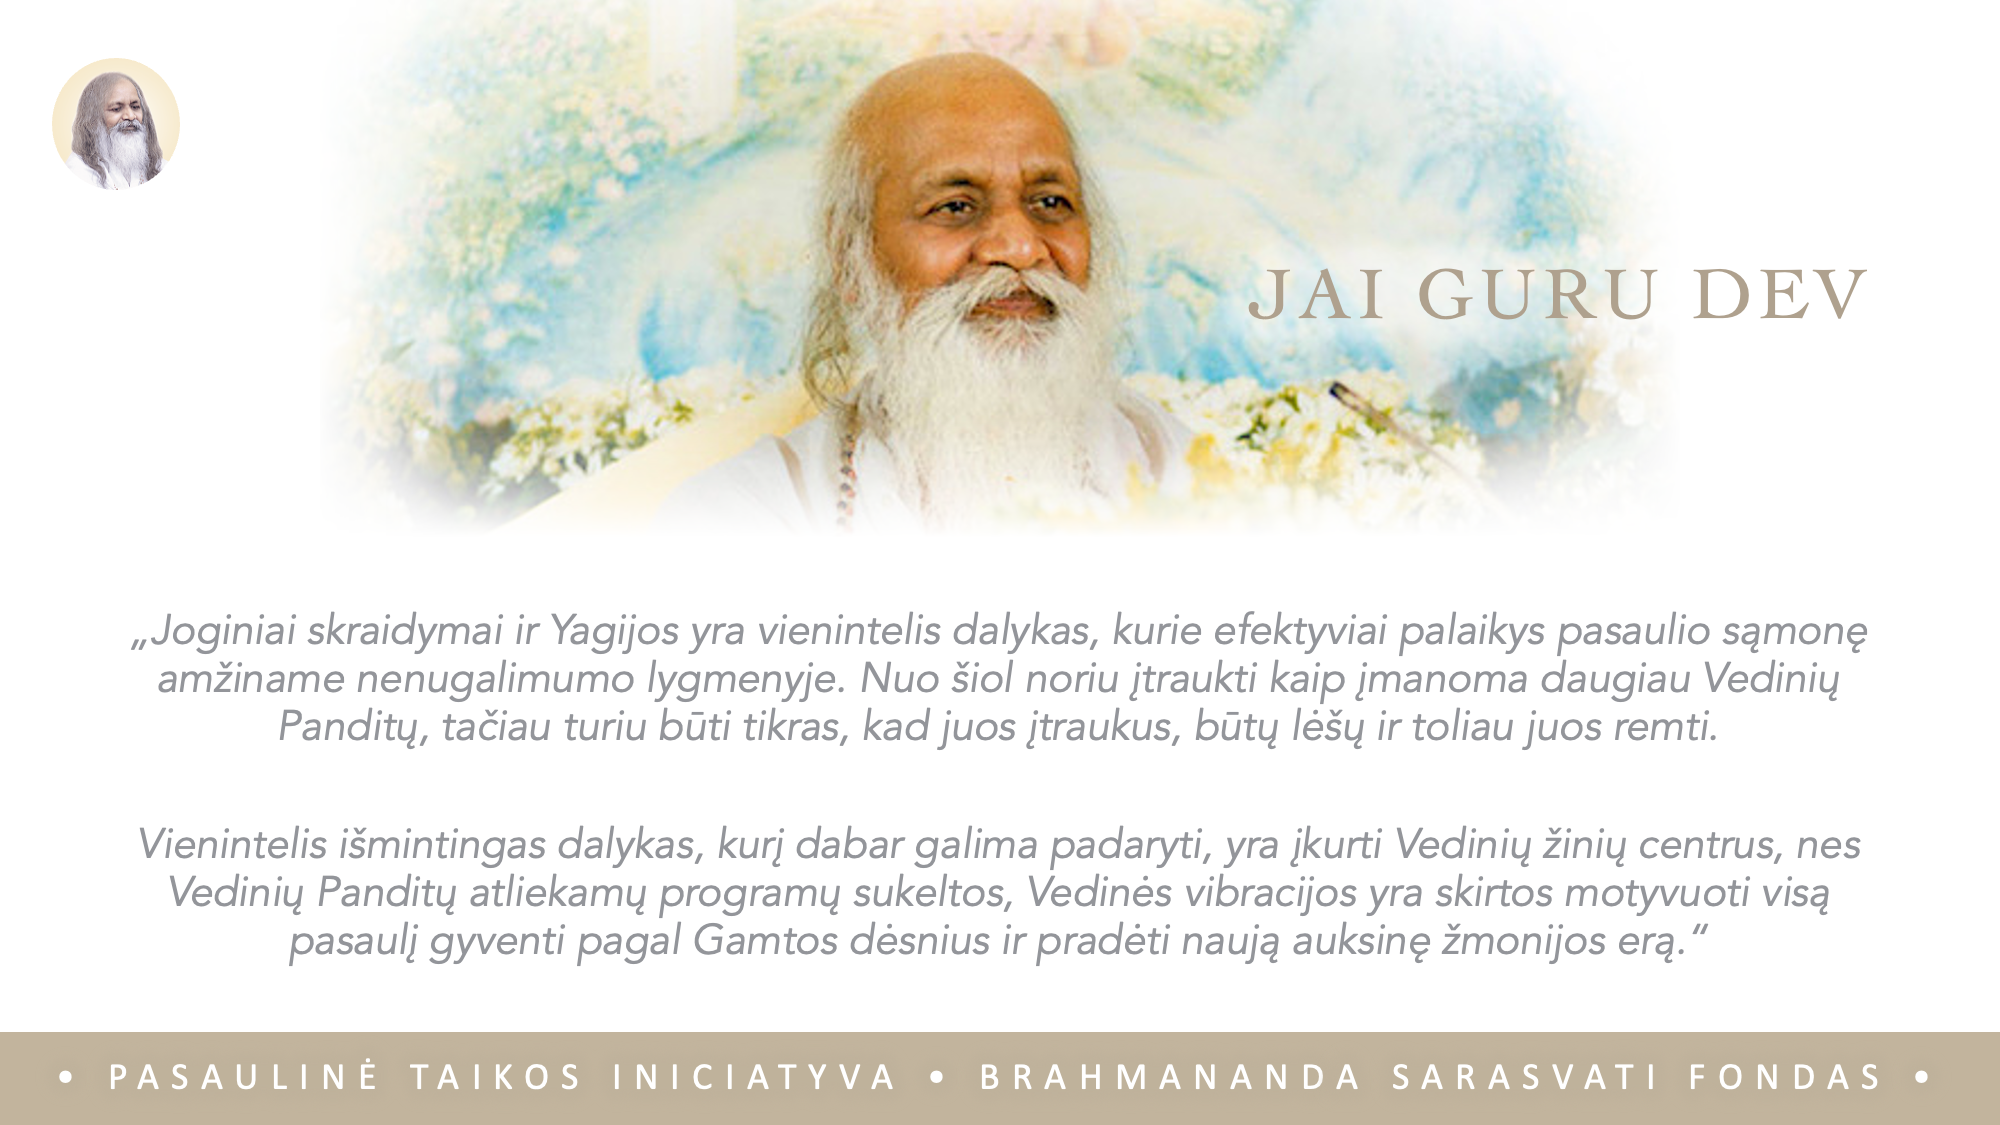 JAI GURU DEV
„Joginiai skraidymai ir Yagijos yra vienintelis dalykas, kurie efektyviai palaikys pasaulio sąmonę
amžiname nenugalimumo lygmenyje. Nuo šiol noriu įtraukti kaip įmanoma daugiau Vedinių
Panditų, tačiau turiu būti tikras, kad juos įtraukus, būtų lėšų ir toliau juos remti.
Vienintelis išmintingas dalykas, kurį dabar galima padaryti, yra įkurti Vedinių žinių centrus, nes
Vedinių Panditų atliekamų programų sukeltos, Vedinės vibracijos yra skirtos motyvuoti visą
pasaulį gyventi pagal Gamtos dėsnius ir pradėti naują auksinę žmonijos erą.“
• PASAULINĖ TAIKOS INICIATYVA • BRAHMANANDA SARASVATI FONDAS •